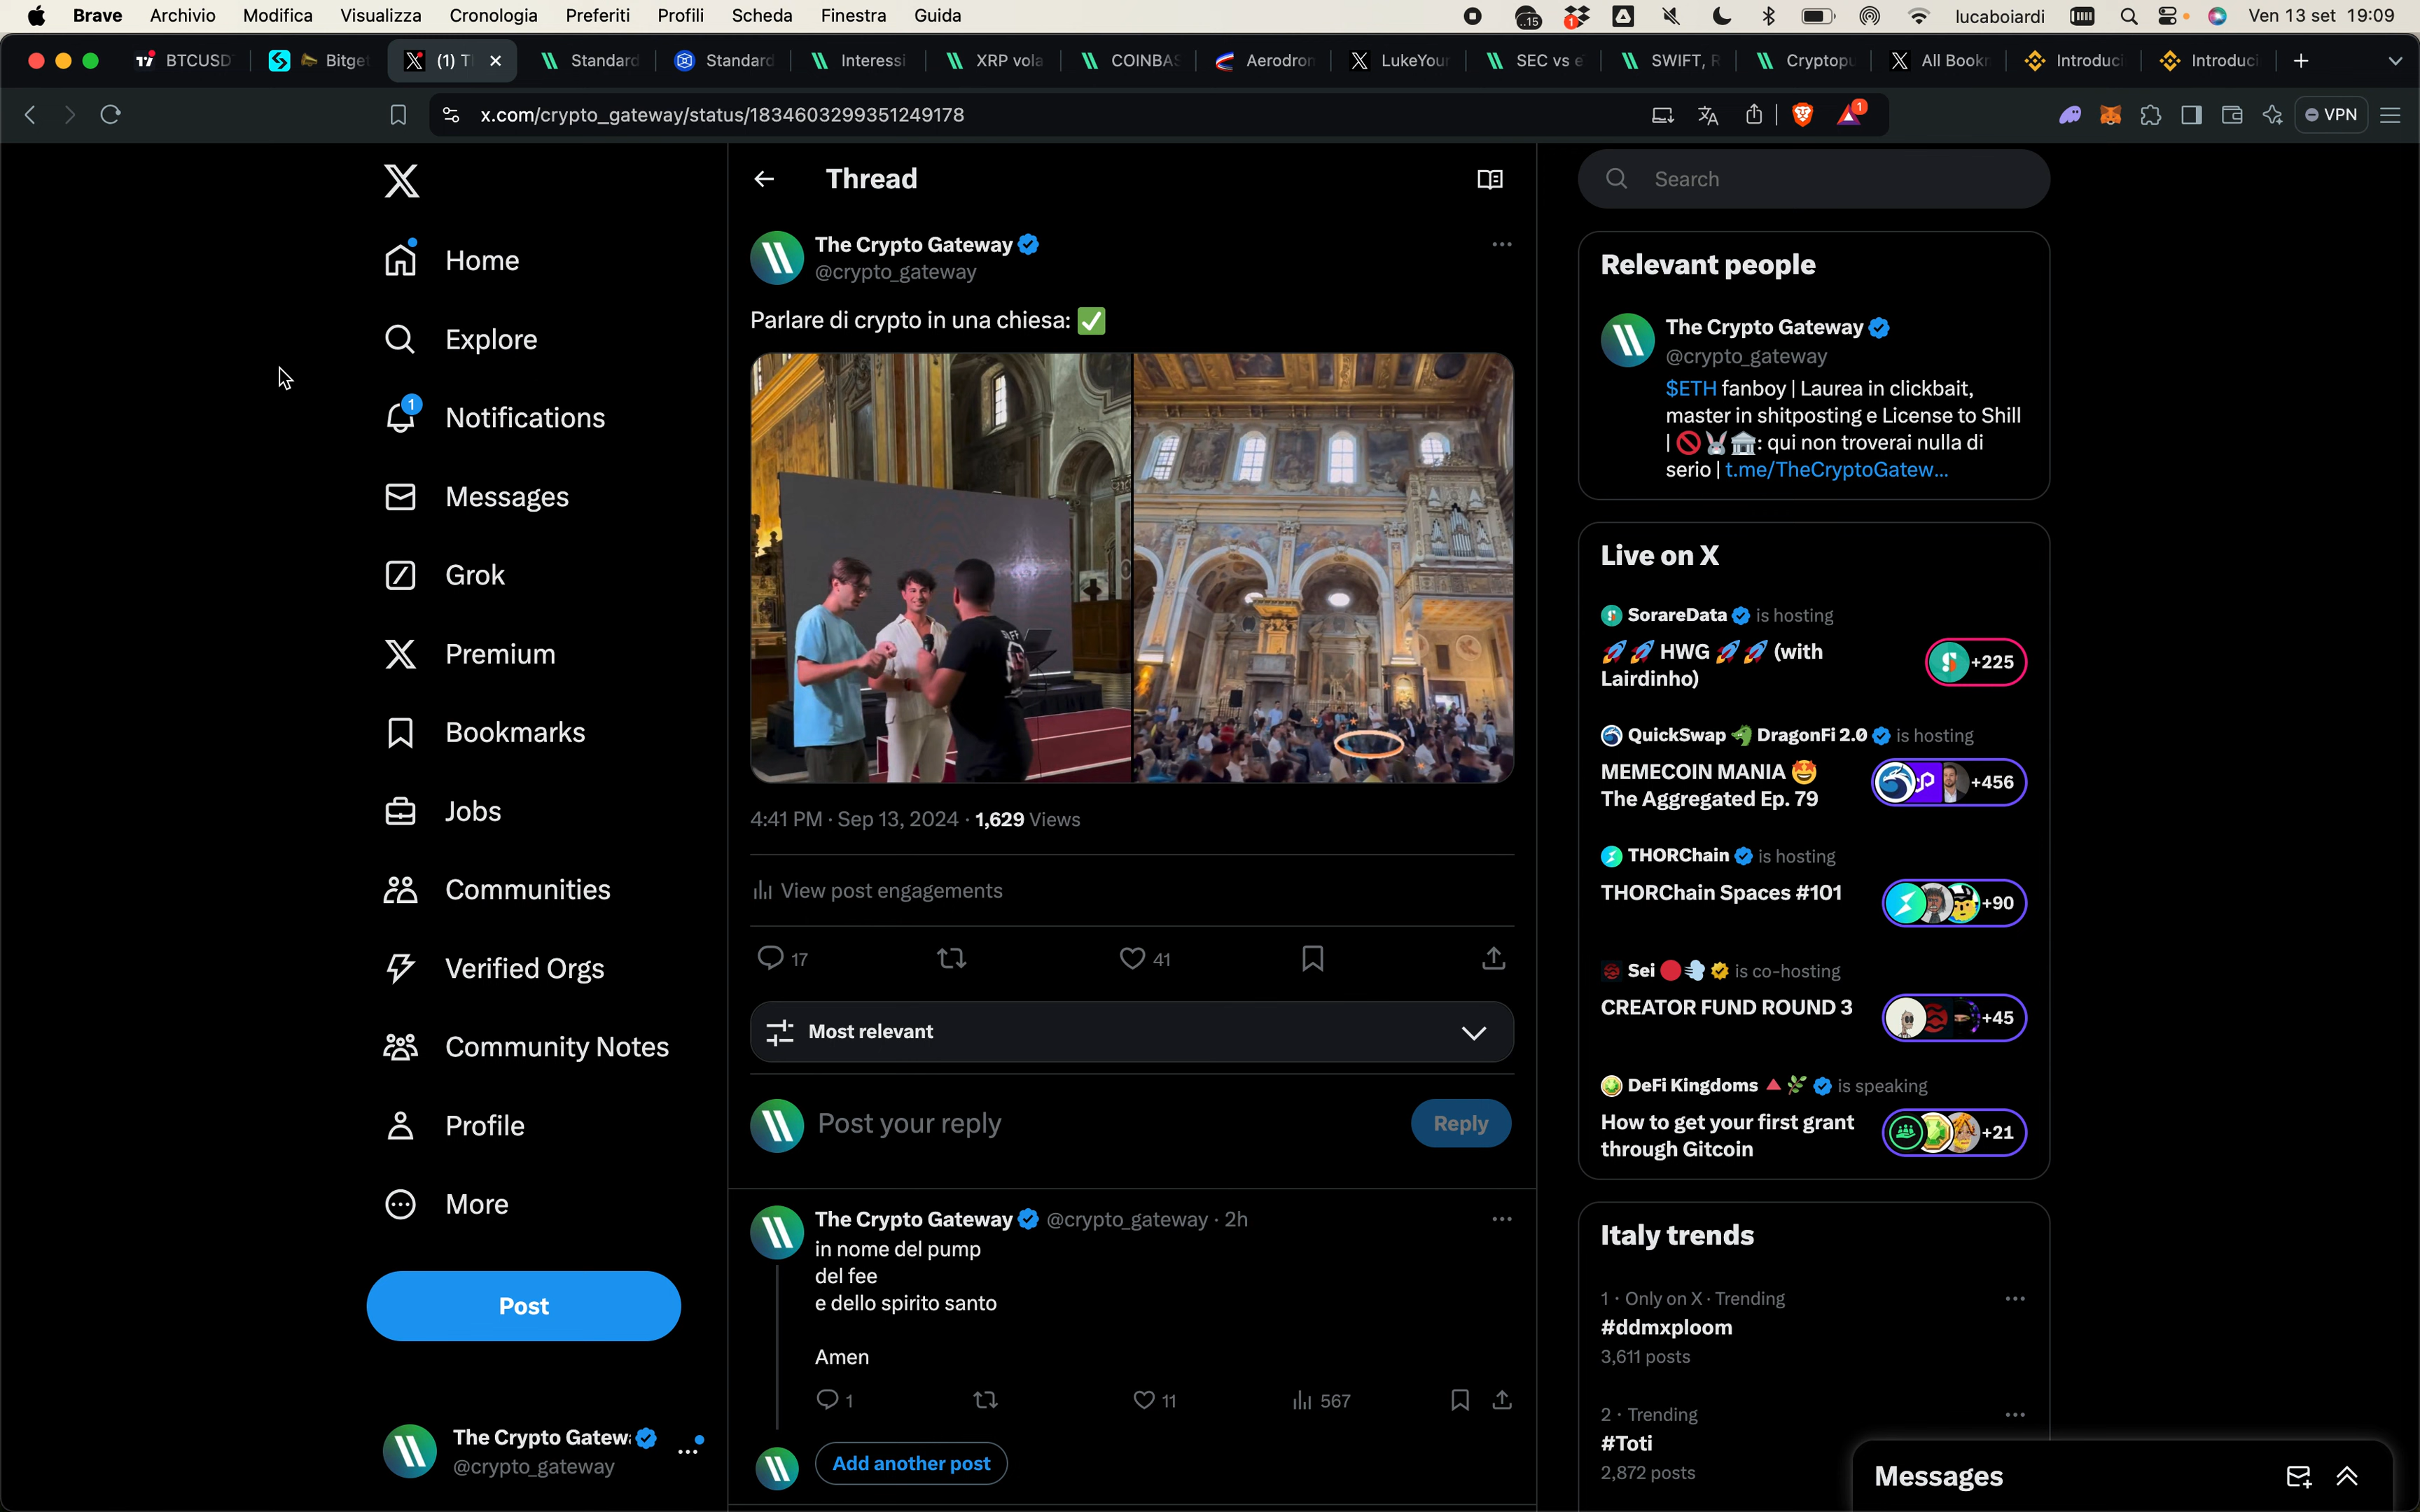 Brave Archivio Modifica Visualizza Cronologia Preferiti Profili Scheda Finestra Guida
..15
1
lucaboiardi
Ven 13 set 19:09
BTCUSD
Bitget
(1) T
Standard
Standard
Interessi
XRP vola
COINBAS
Aerodron
LukeYour
SEC vs e
SWIFT, R
Cryptopu
All Bookn
Introduci
Introduci
x.com/crypto_gateway/status/1834603299351249178
1
VPN
Home
Explore
1
Notifications
Messages
Grok
Premium
Bookmarks
Jobs
Communities
Verified Orgs
Community Notes
Profile
More
Post
The Crypto Gatew
@crypto_gateway
Thread
The Crypto Gateway
@crypto_gateway
Parlare di crypto in una chiesa: ✅
4:41 PM · Sep 13, 2024 · 1,629 Views
View post engagements
17
41
Most relevant
Post your reply
Reply
The Crypto Gateway @crypto_gateway · 2h
in nome del pump
del fee
e dello spirito santo
Amen
1
11
567
Add another post
Search
Relevant people
The Crypto Gateway
@crypto_gateway
$ETH fanboy | Laurea in clickbait,
master in shitposting e License to Shill
| 🚫🐰🏛️: qui non troverai nulla di
serio | t.me/TheCryptoGatew...
Live on X
SorareData is hosting
🚀🚀 HWG 🚀🚀 (with
Lairdinho)
+225
QuickSwap 🐉 DragonFi 2.0 is hosting
MEMECOIN MANIA 🤩
The Aggregated Ep. 79
+456
THORChain is hosting
THORChain Spaces #101
+90
Sei 🔴💨 is co-hosting
CREATOR FUND ROUND 3
+45
DeFi Kingdoms 🔺🌿 is speaking
How to get your first grant
through Gitcoin
+21
Italy trends
1 · Only on X · Trending
#ddmxploom
3,611 posts
2 · Trending
#Toti
2,872 posts
Messages